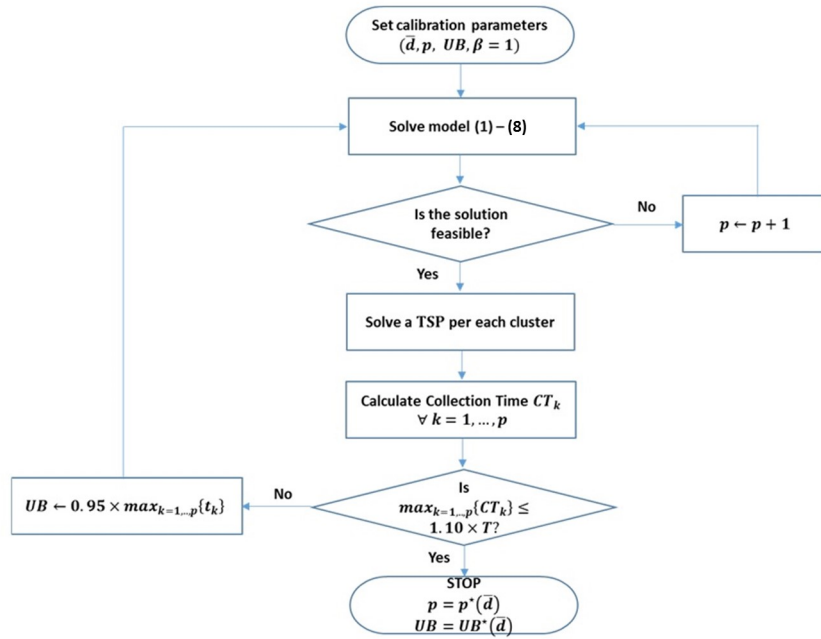 Set calibration parameters
(d̅, p, UB, β = 1)
Solve model (1) – (8)
Is the solution
feasible?
No
p ← p + 1
Yes
Solve a TSP per each cluster
Calculate Collection Time CTₖ
∀ k = 1, ..., p
Is
maxₖ₌₁,..,ₚ{CTₖ} ≤
1.10 × T?
No
UB ← 0.95 × maxₖ₌₁,..,ₚ{tₖ}
Yes
STOP
p = p*(d̅)
UB = UB*(d̅)